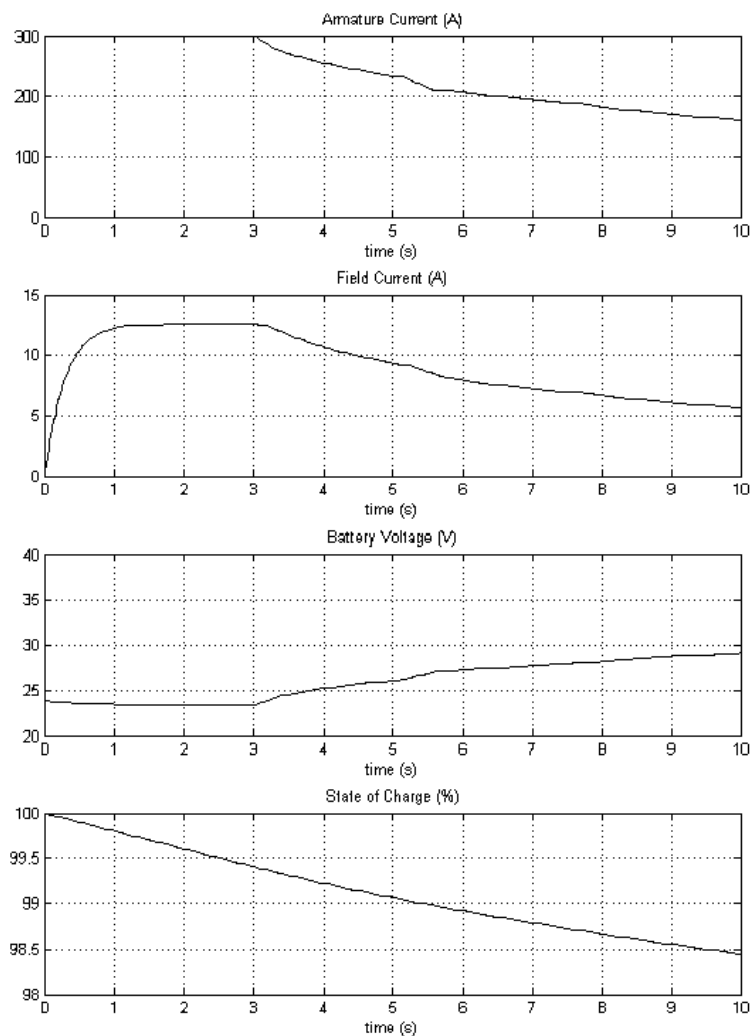 Armature Current (A)
300
200
100
0
0 1 2 3 4 5 6 7 8 9 10
time (s)
Field Current (A)
15
10
5
0
0 1 2 3 4 5 6 7 8 9 10
time (s)
Battery Voltage (V)
40
35
30
25
20
0 1 2 3 4 5 6 7 8 9 10
time (s)
State of Charge (%)
100
99.5
99
98.5
98
0 1 2 3 4 5 6 7 8 9 10
time (s)